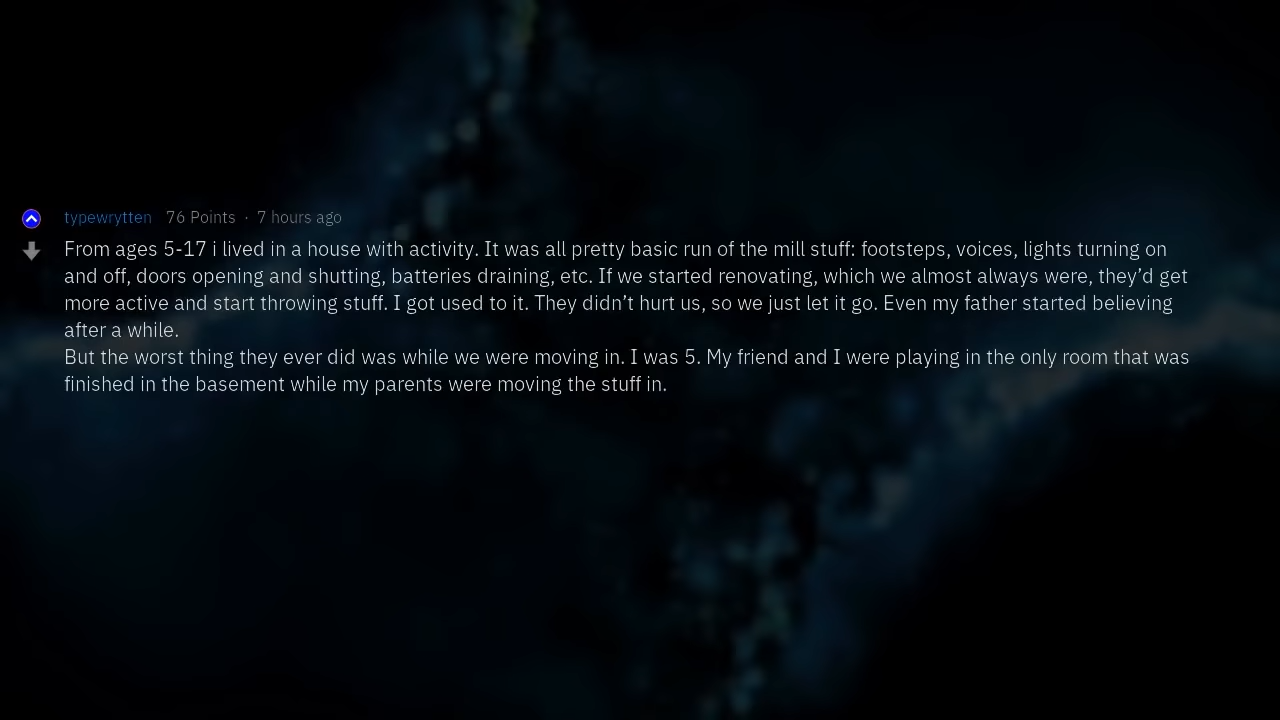 typewrytten 76 Points · 7 hours ago
From ages 5-17 i lived in a house with activity. It was all pretty basic run of the mill stuff: footsteps, voices, lights turning on
and off, doors opening and shutting, batteries draining, etc. If we started renovating, which we almost always were, they’d get
more active and start throwing stuff. I got used to it. They didn’t hurt us, so we just let it go. Even my father started believing
after a while.
But the worst thing they ever did was while we were moving in. I was 5. My friend and I were playing in the only room that was
finished in the basement while my parents were moving the stuff in.